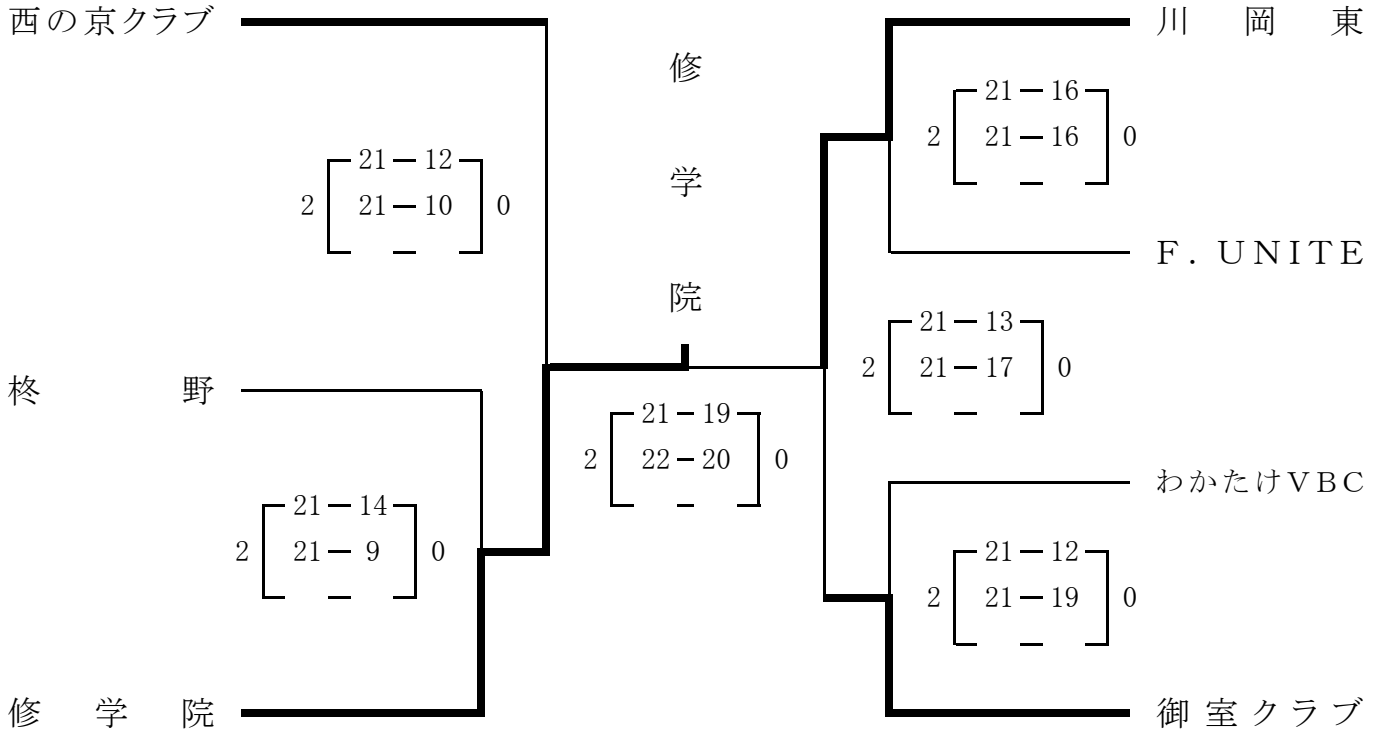 西の京クラブ
2 21 — 12 0
21 — 10
—
柊野
2 21 — 14 0
21 — 9
—
修学院
修学院
2 21 — 19 0
22 — 20
—
川岡東
2 21 — 16 0
21 — 16
—
F. UNITE
2 21 — 13 0
21 — 17
—
わかたけVBC
2 21 — 12 0
21 — 19
—
御室クラブ